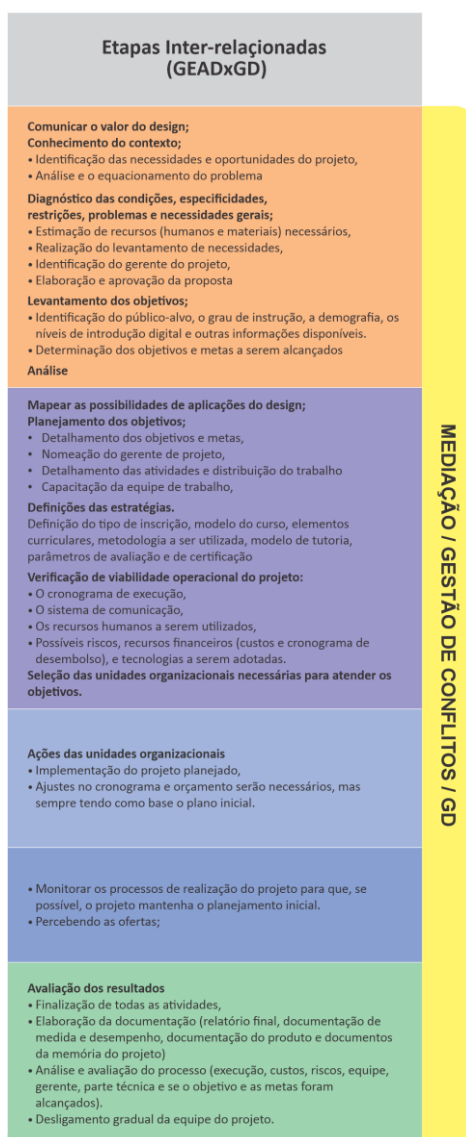 Etapas Inter-relacionadas
(GEADxGD)
Comunicar o valor do design;
Conhecimento do contexto;
• Identificação das necessidades e oportunidades do projeto,
• Análise e o equacionamento do problema
Diagnóstico das condições, especificidades,
restrições, problemas e necessidades gerais;
• Estimação de recursos (humanos e materiais) necessários,
• Realização do levantamento de necessidades,
• Identificação do gerente do projeto,
• Elaboração e aprovação da proposta
Levantamento dos objetivos;
• Identificação do público-alvo, o grau de instrução, a demografia, os
níveis de introdução digital e outras informações disponíveis.
• Determinação dos objetivos e metas a serem alcançados
Análise
Mapear as possibilidades de aplicações do design;
Planejamento dos objetivos;
• Detalhamento dos objetivos e metas,
• Nomeação do gerente de projeto,
• Detalhamento das atividades e distribuição do trabalho
• Capacitação da equipe de trabalho,
Definições das estratégias.
Definição do tipo de inscrição, modelo do curso, elementos
curriculares, metodologia a ser utilizada, modelo de tutoria,
parâmetros de avaliação e de certificação
Verificação de viabilidade operacional do projeto:
• O cronograma de execução,
• O sistema de comunicação,
• Os recursos humanos a serem utilizados,
• Possíveis riscos, recursos financeiros (custos e cronograma de
desembolso), e tecnologias a serem adotadas.
Seleção das unidades organizacionais necessárias para atender os
objetivos.
Ações das unidades organizacionais
• Implementação do projeto planejado,
• Ajustes no cronograma e orçamento serão necessários, mas
sempre tendo como base o plano inicial.
• Monitorar os processos de realização do projeto para que, se
possível, o projeto mantenha o planejamento inicial.
• Percebendo as ofertas;
Avaliação dos resultados
• Finalização de todas as atividades,
• Elaboração da documentação (relatório final, documentação de
medida e desempenho, documentação do produto e documentos
da memória do projeto)
• Análise e avaliação do processo (execução, custos, riscos, equipe,
gerente, parte técnica e se o objetivo e as metas foram
alcançados).
• Desligamento gradual da equipe do projeto.
MEDIAÇÃO / GESTÃO DE CONFLITOS / GD